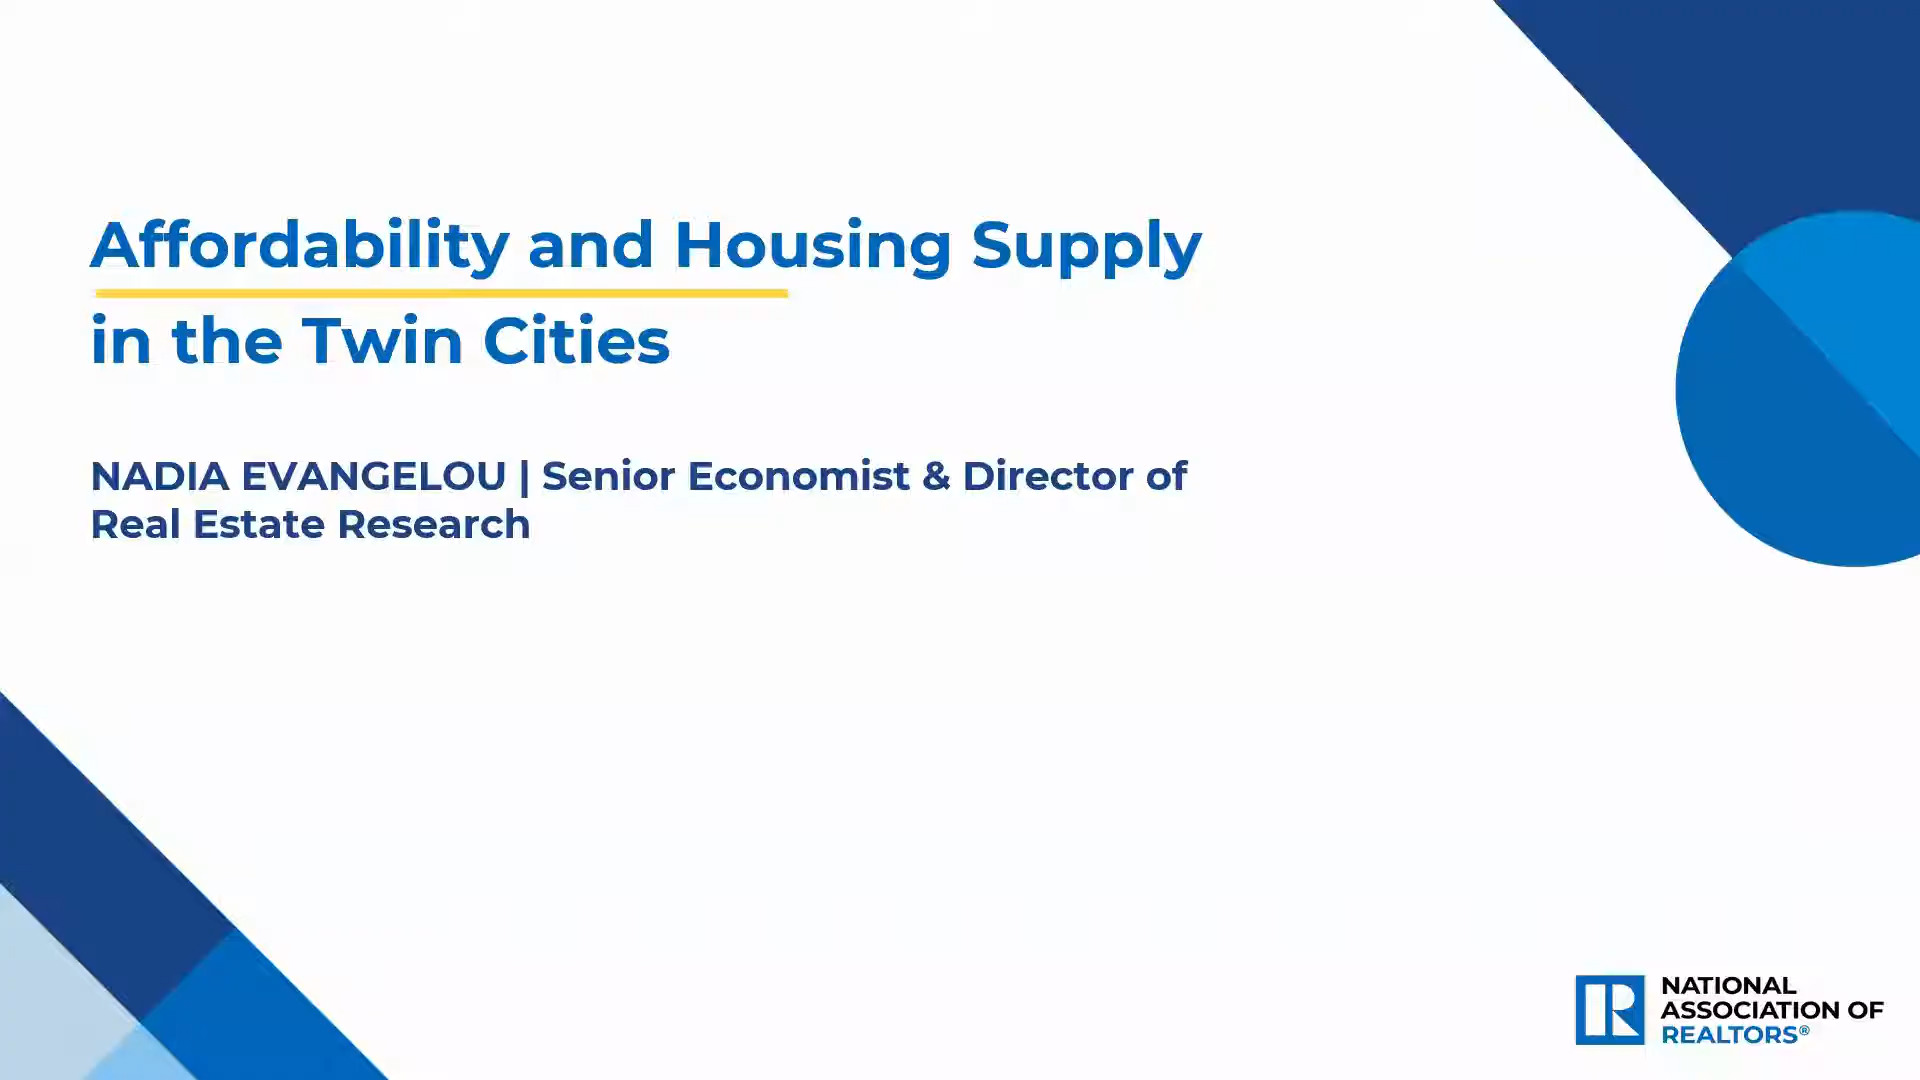 Affordability and Housing Supply
in the Twin Cities
NADIA EVANGELOU | Senior Economist & Director of
Real Estate Research
NATIONAL
ASSOCIATION OF
REALTORS®